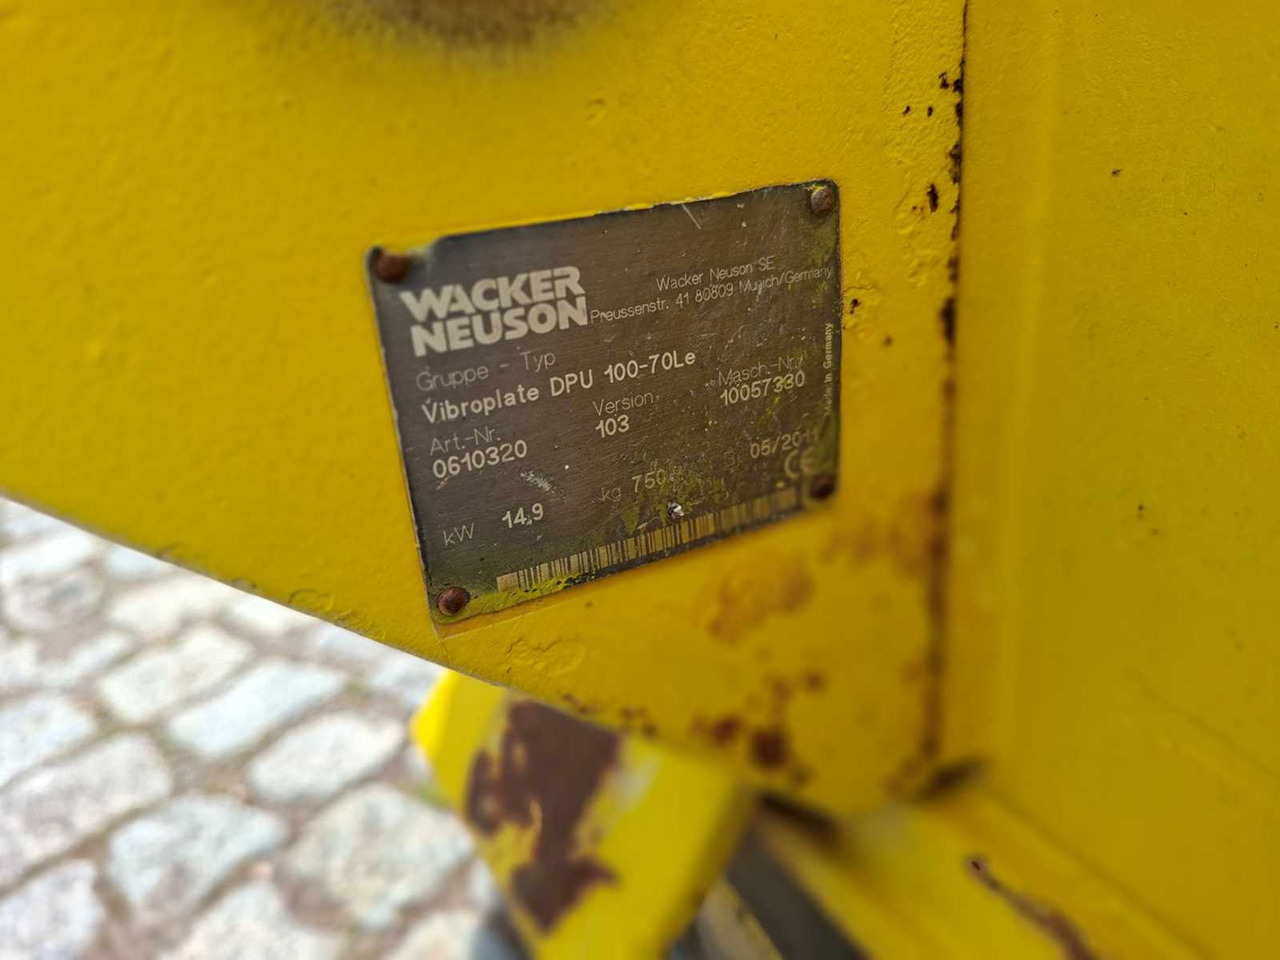 WACKER
NEUSON
Wacker Neuson SE
Preussenstr. 41 80809 Munich/Germany
Gruppe - Typ
Vibroplate DPU 100-70Le
Art.-Nr.
0610320
Version
103
Masch.-Nr.
10057330
kW 14,9
kg 750
05/2011
CE
Made in Germany